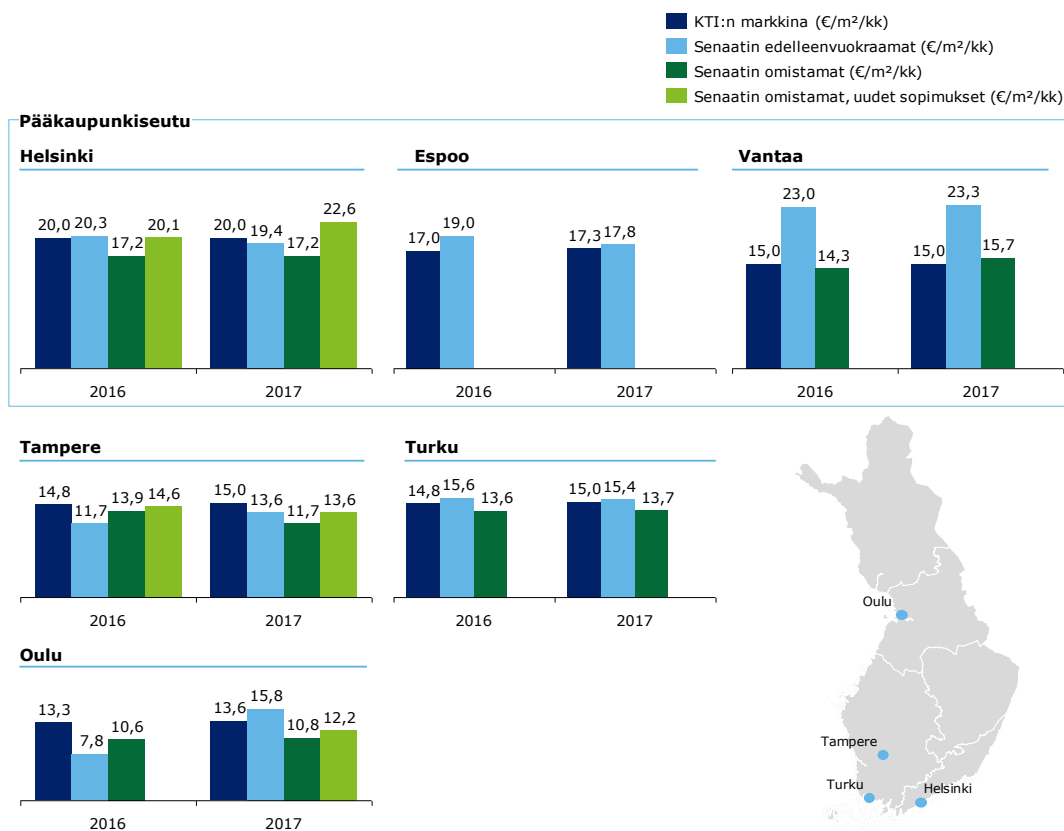 KTI:n markkina (€/m²/kk)
Senaatin edelleenvuokraamat (€/m²/kk)
Senaatin omistamat (€/m²/kk)
Senaatin omistamat, uudet sopimukset (€/m²/kk)
Pääkaupunkiseutu
Helsinki
20,0 20,3 17,2 20,1
20,0 19,4 17,2 22,6
2016 2017
Espoo
17,0 19,0
17,3 17,8
2016 2017
Vantaa
15,0 23,0 14,3
15,0 23,3 15,7
2016 2017
Tampere
14,8 11,7 13,9 14,6
15,0 13,6 11,7 13,6
2016 2017
Turku
14,8 15,6 13,6
15,0 15,4 13,7
2016 2017
Oulu
13,3 7,8 10,6
13,6 15,8 10,8 12,2
2016 2017
Oulu
Tampere
Turku
Helsinki